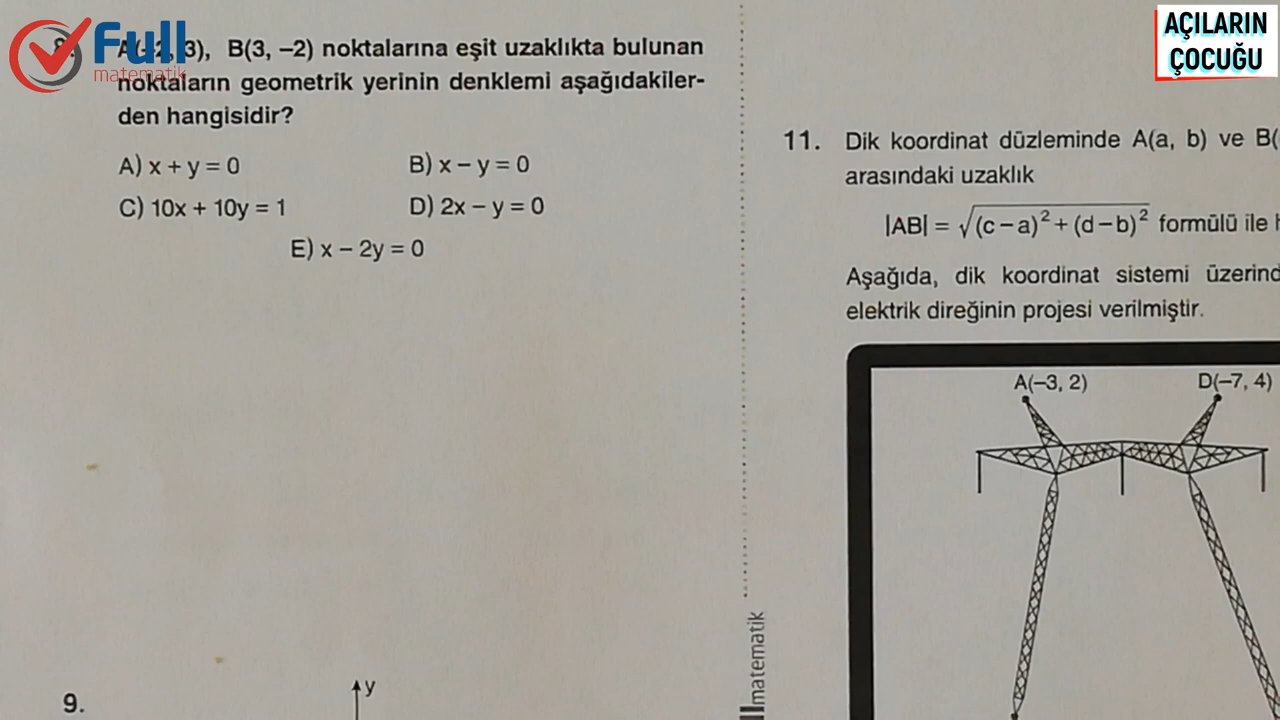 Full
matematik
AÇILARIN
ÇOCUĞU
8. A(–2, 3), B(3, –2) noktalarına eşit uzaklıkta bulunan
noktaların geometrik yerinin denklemi aşağıdakiler-
den hangisidir?
A) x + y = 0 B) x – y = 0
C) 10x + 10y = 1 D) 2x – y = 0
E) x – 2y = 0
9.
y
matematik
11. Dik koordinat düzleminde A(a, b) ve B(
arasındaki uzaklık
|AB| = √(c – a)² + (d – b)² formülü ile
Aşağıda, dik koordinat sistemi üzerind
elektrik direğinin projesi verilmiştir.
A(–3, 2) D(–7, 4)